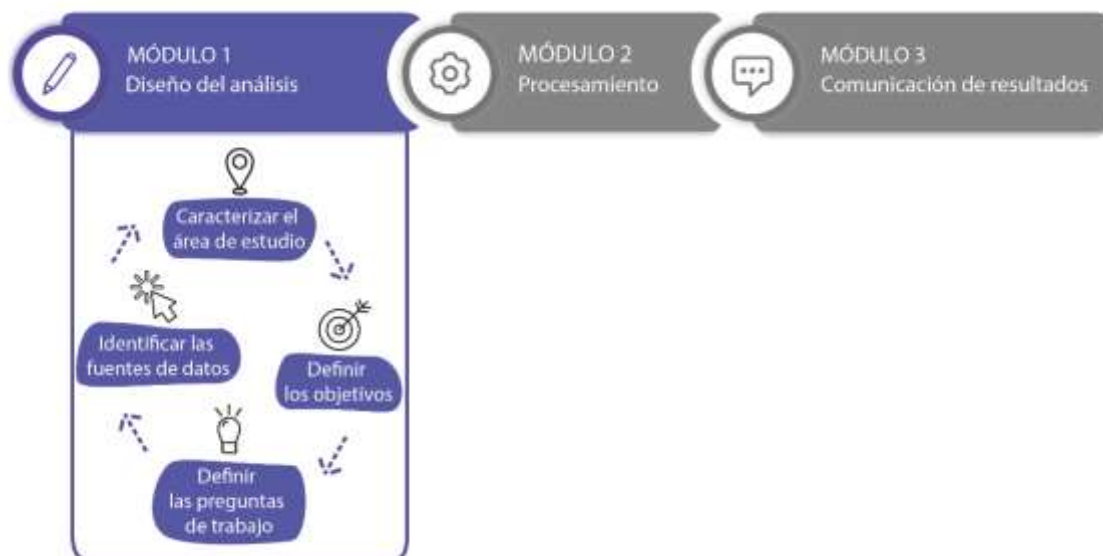 MÓDULO 1
Diseño del análisis
MÓDULO 2
Procesamiento
MÓDULO 3
Comunicación de resultados
Caracterizar el
área de estudio
Identificar las
fuentes de datos
Definir
los objetivos
Definir
las preguntas
de trabajo